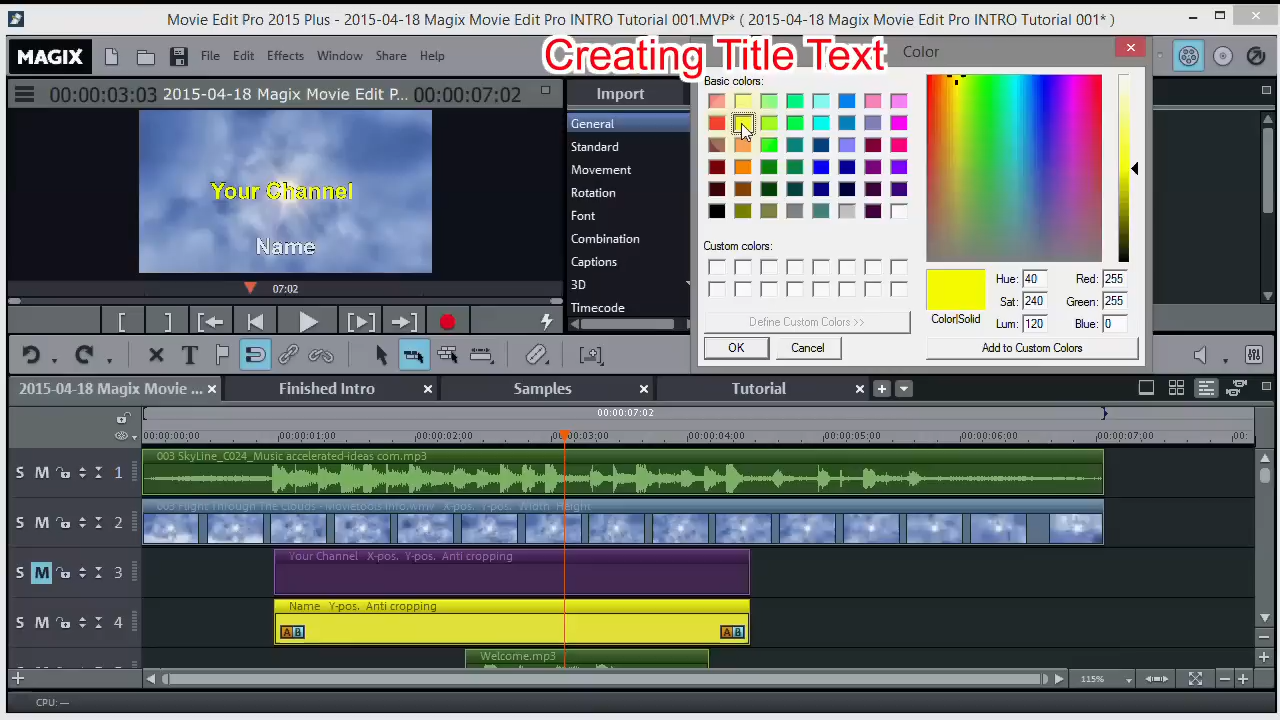 Movie Edit Pro 2015 Plus - 2015-04-18 Magix Movie Edit Pro INTRO Tutorial 001.MVP* ( 2015-04-18 Magix Movie Edit Pro INTRO Tutorial 001* )
MAGIX
File Edit Effects Window Share Help
Creating Title Text
Color
00:00:03:03 2015-04-18 Magix Movie Edit P... 00:00:07:02
Your Channel
Name
07:02
Import
General
Standard
Movement
Rotation
Font
Combination
Captions
3D
Timecode
Basic colors:
Custom colors:
Define Custom Colors >>
OK Cancel
Color|Solid
Hue: 40 Red: 255
Sat: 240 Green: 255
Lum: 120 Blue: 0
Add to Custom Colors
2015-04-18 Magix Movie ... Finished Intro Samples Tutorial
00:00:07:02
00:00:00:00 00:00:01:00 00:00:02:00 00:00:03:00 00:00:04:00 00:00:05:00 00:00:06:00 00:00:07:00 00:
S M 1
003 SkyLine_C024_Music accelerated-ideas com.mp3
S M 2
003 Flight Through The Clouds - Movietools Info.wmv X-pos. Y-pos. Width Height
S M 3
Your Channel X-pos. Y-pos. Anti cropping
S M 4
Name Y-pos. Anti cropping
AB AB
Welcome.mp3
115%
CPU: —